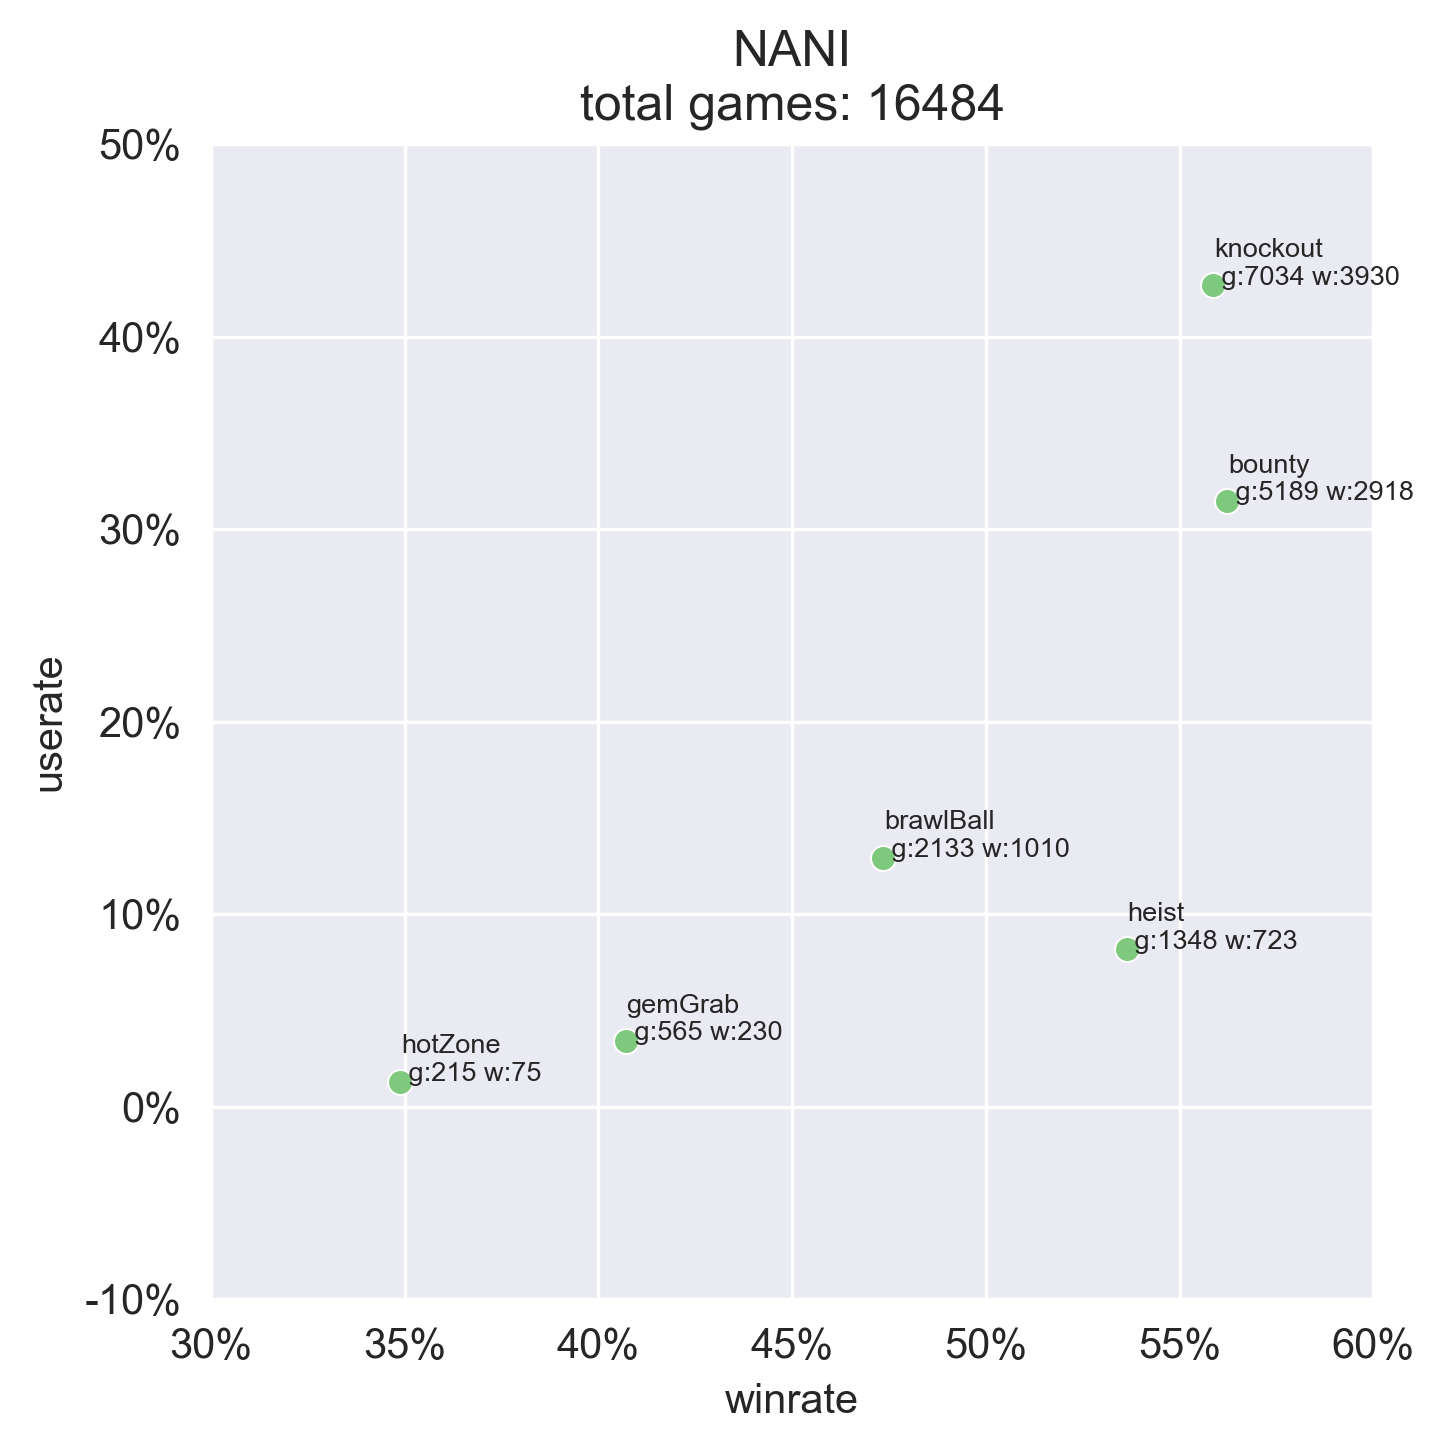 NANI
total games: 16484
50%
40%
30%
20%
10%
0%
-10%
userate
knockout
g:7034 w:3930
bounty
g:5189 w:2918
brawlBall
g:2133 w:1010
heist
g:1348 w:723
gemGrab
g:565 w:230
hotZone
g:215 w:75
30% 35% 40% 45% 50% 55% 60%
winrate